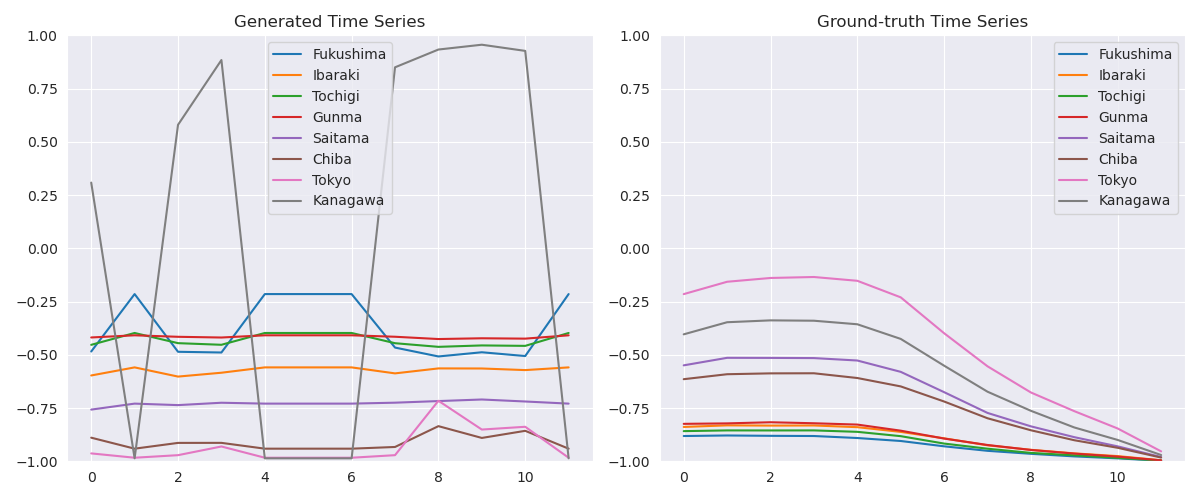 Generated Time Series
1.00
0.75
0.50
0.25
0.00
−0.25
−0.50
−0.75
−1.00
0 2 4 6 8 10
Fukushima
Ibaraki
Tochigi
Gunma
Saitama
Chiba
Tokyo
Kanagawa
Ground-truth Time Series
1.00
0.75
0.50
0.25
0.00
−0.25
−0.50
−0.75
−1.00
0 2 4 6 8 10
Fukushima
Ibaraki
Tochigi
Gunma
Saitama
Chiba
Tokyo
Kanagawa